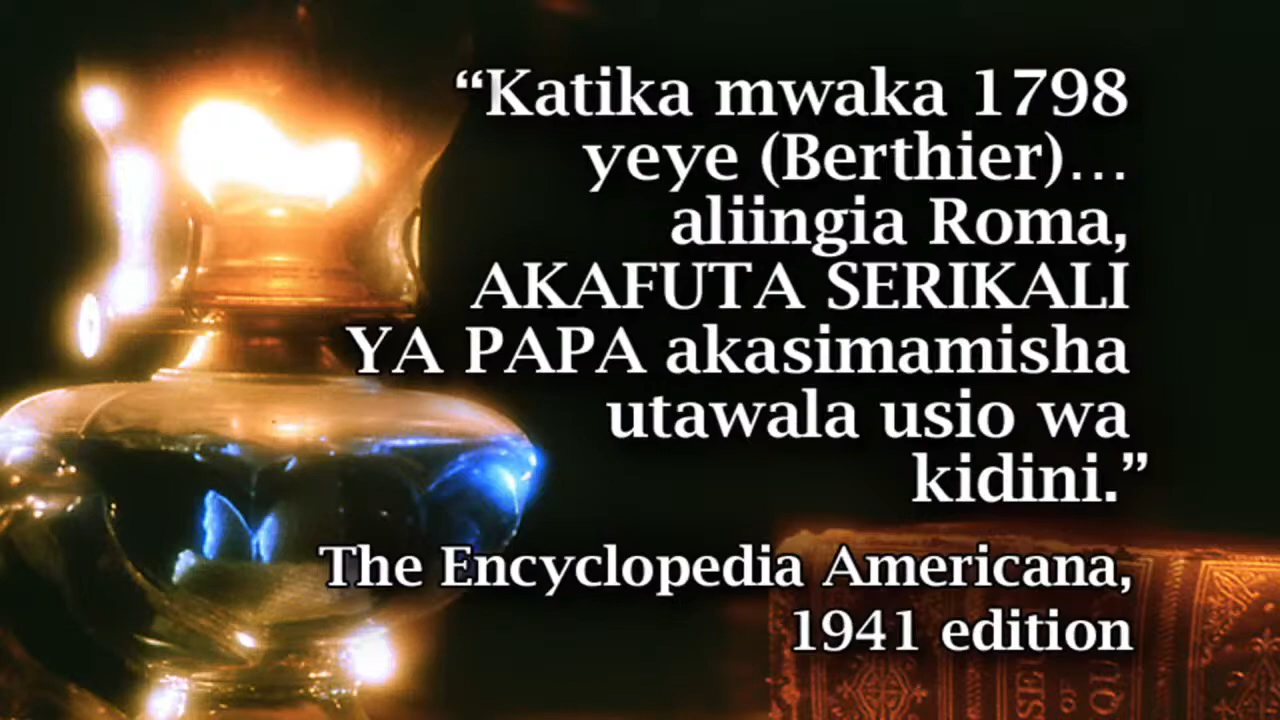 “Katika mwaka 1798
yeye (Berthier)…
aliingia Roma,
AKAFUTA SERIKALI
YA PAPA akasimamisha
utawala usio wa
kidini.”
The Encyclopedia Americana,
1941 edition
OF